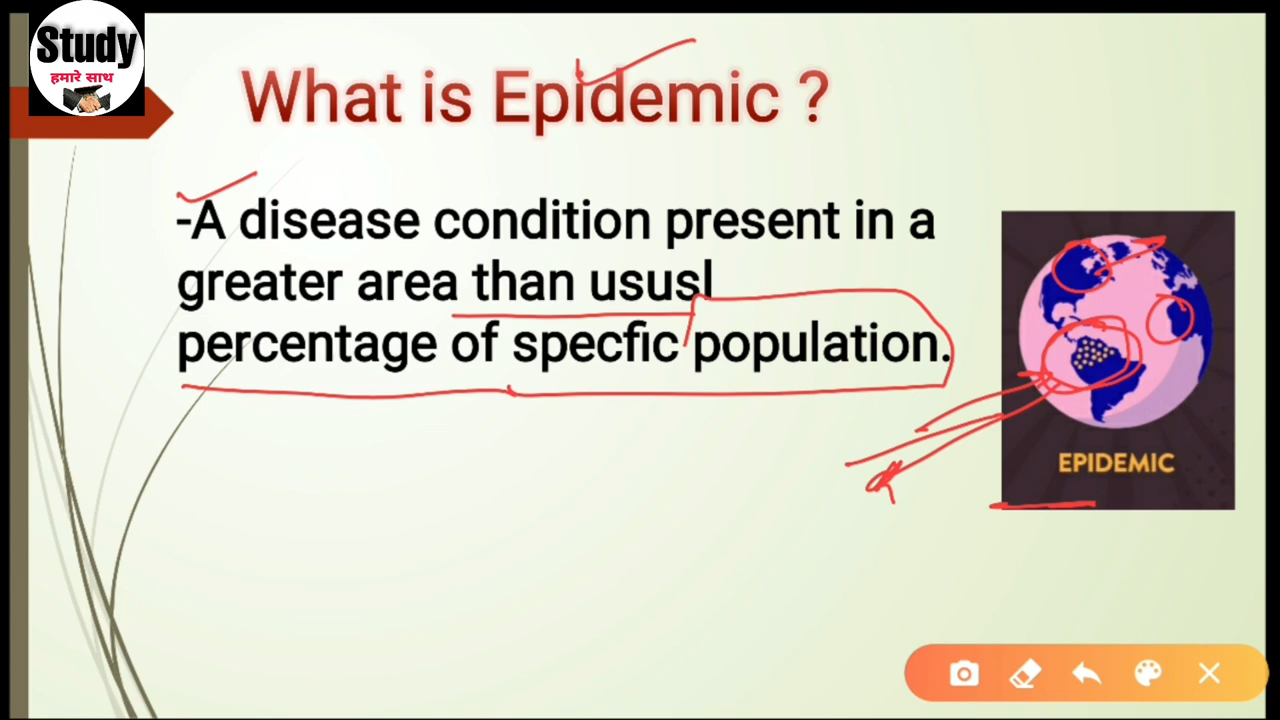 Study
हमारे साथ
What is Epidemic ?
-A disease condition present in a
greater area than ususl
percentage of specfic population.
EPIDEMIC